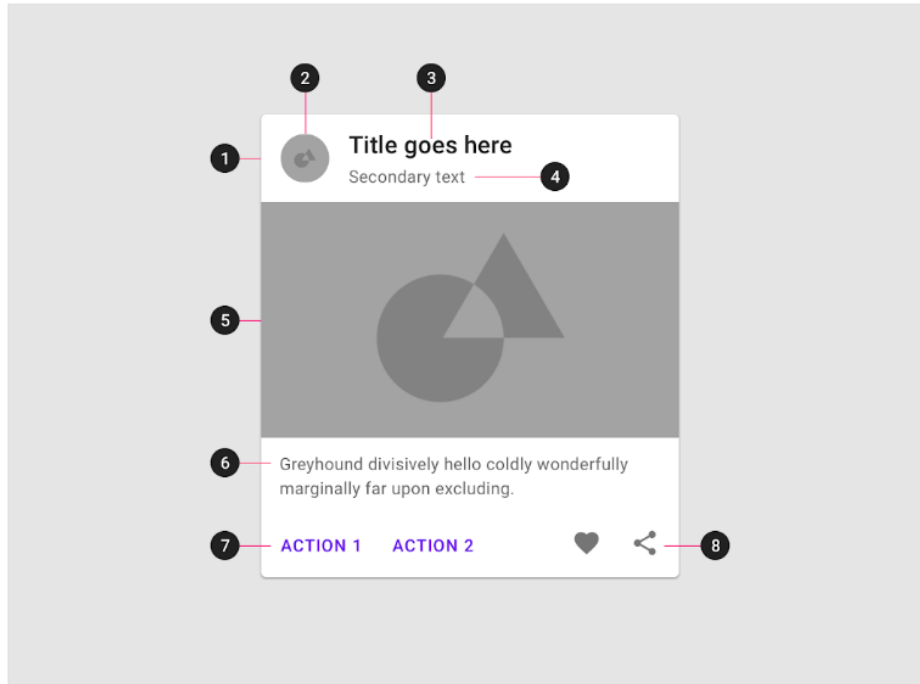 2
3
1
Title goes here
Secondary text
4
5
6
Greyhound divisively hello coldly wonderfully
marginally far upon excluding.
7
ACTION 1 ACTION 2
8